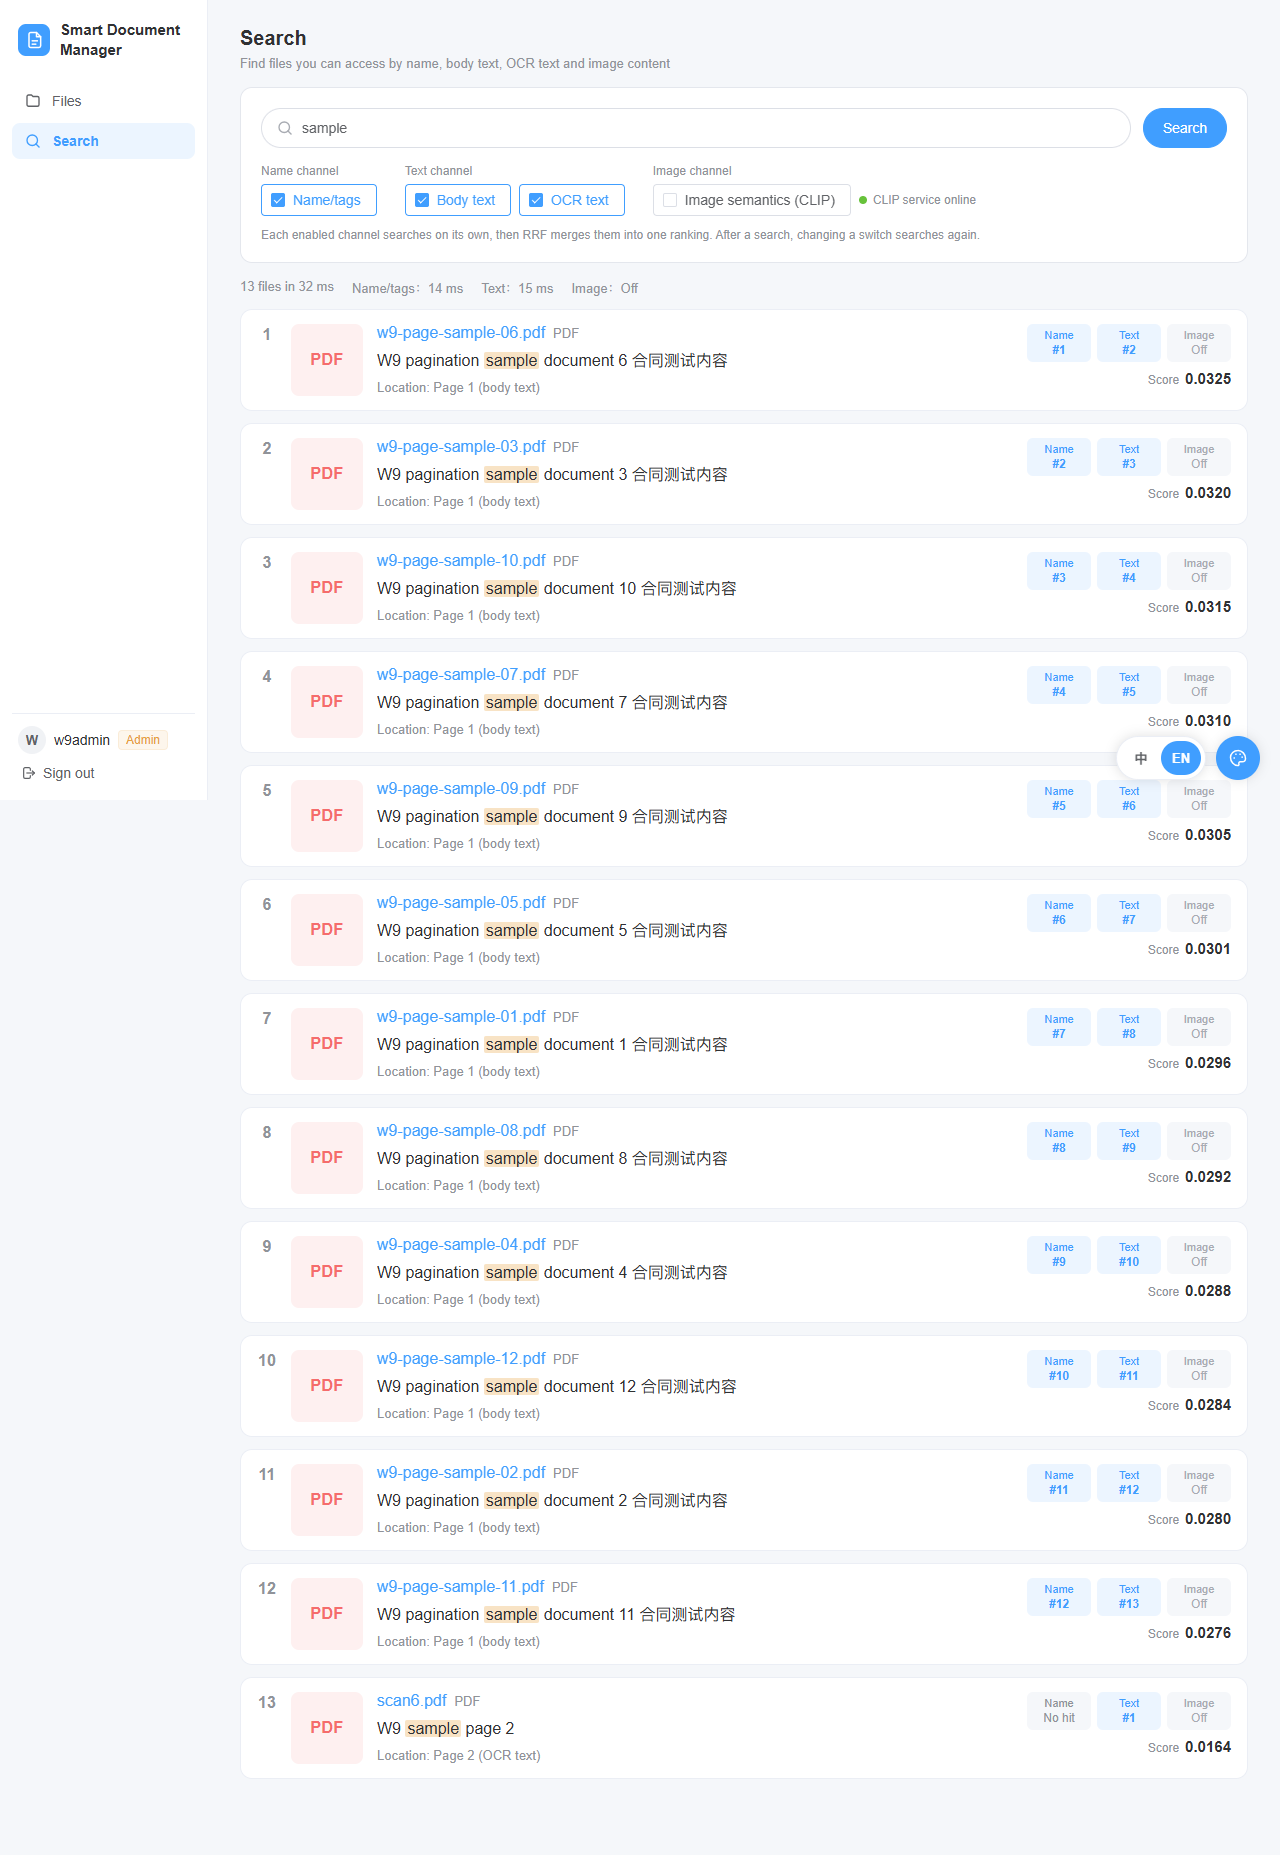 Smart Document
Manager
Files
Search
w9admin Admin
Sign out
Search
Find files you can access by name, body text, OCR text and image content
sample
Search
Name channel Text channel Image channel
Name/tags Body text OCR text Image semantics (CLIP) CLIP service online
Each enabled channel searches on its own, then RRF merges them into one ranking. After a search, changing a switch searches again.
13 files in 32 ms Name/tags: 14 ms Text: 15 ms Image: Off
1 PDF w9-page-sample-06.pdf PDF
W9 pagination sample document 6 合同测试内容
Location: Page 1 (body text)
Name #1 Text #2 Image Off
Score 0.0325
2 PDF w9-page-sample-03.pdf PDF
W9 pagination sample document 3 合同测试内容
Location: Page 1 (body text)
Name #2 Text #3 Image Off
Score 0.0320
3 PDF w9-page-sample-10.pdf PDF
W9 pagination sample document 10 合同测试内容
Location: Page 1 (body text)
Name #3 Text #4 Image Off
Score 0.0315
4 PDF w9-page-sample-07.pdf PDF
W9 pagination sample document 7 合同测试内容
Location: Page 1 (body text)
Name #4 Text #5 Image Off
Score 0.0310
中 EN
5 PDF w9-page-sample-09.pdf PDF
W9 pagination sample document 9 合同测试内容
Location: Page 1 (body text)
Name #5 Text #6 Image Off
Score 0.0305
6 PDF w9-page-sample-05.pdf PDF
W9 pagination sample document 5 合同测试内容
Location: Page 1 (body text)
Name #6 Text #7 Image Off
Score 0.0301
7 PDF w9-page-sample-01.pdf PDF
W9 pagination sample document 1 合同测试内容
Location: Page 1 (body text)
Name #7 Text #8 Image Off
Score 0.0296
8 PDF w9-page-sample-08.pdf PDF
W9 pagination sample document 8 合同测试内容
Location: Page 1 (body text)
Name #8 Text #9 Image Off
Score 0.0292
9 PDF w9-page-sample-04.pdf PDF
W9 pagination sample document 4 合同测试内容
Location: Page 1 (body text)
Name #9 Text #10 Image Off
Score 0.0288
10 PDF w9-page-sample-12.pdf PDF
W9 pagination sample document 12 合同测试内容
Location: Page 1 (body text)
Name #10 Text #11 Image Off
Score 0.0284
11 PDF w9-page-sample-02.pdf PDF
W9 pagination sample document 2 合同测试内容
Location: Page 1 (body text)
Name #11 Text #12 Image Off
Score 0.0280
12 PDF w9-page-sample-11.pdf PDF
W9 pagination sample document 11 合同测试内容
Location: Page 1 (body text)
Name #12 Text #13 Image Off
Score 0.0276
13 PDF scan6.pdf PDF
W9 sample page 2
Location: Page 2 (OCR text)
Name No hit Text #1 Image Off
Score 0.0164